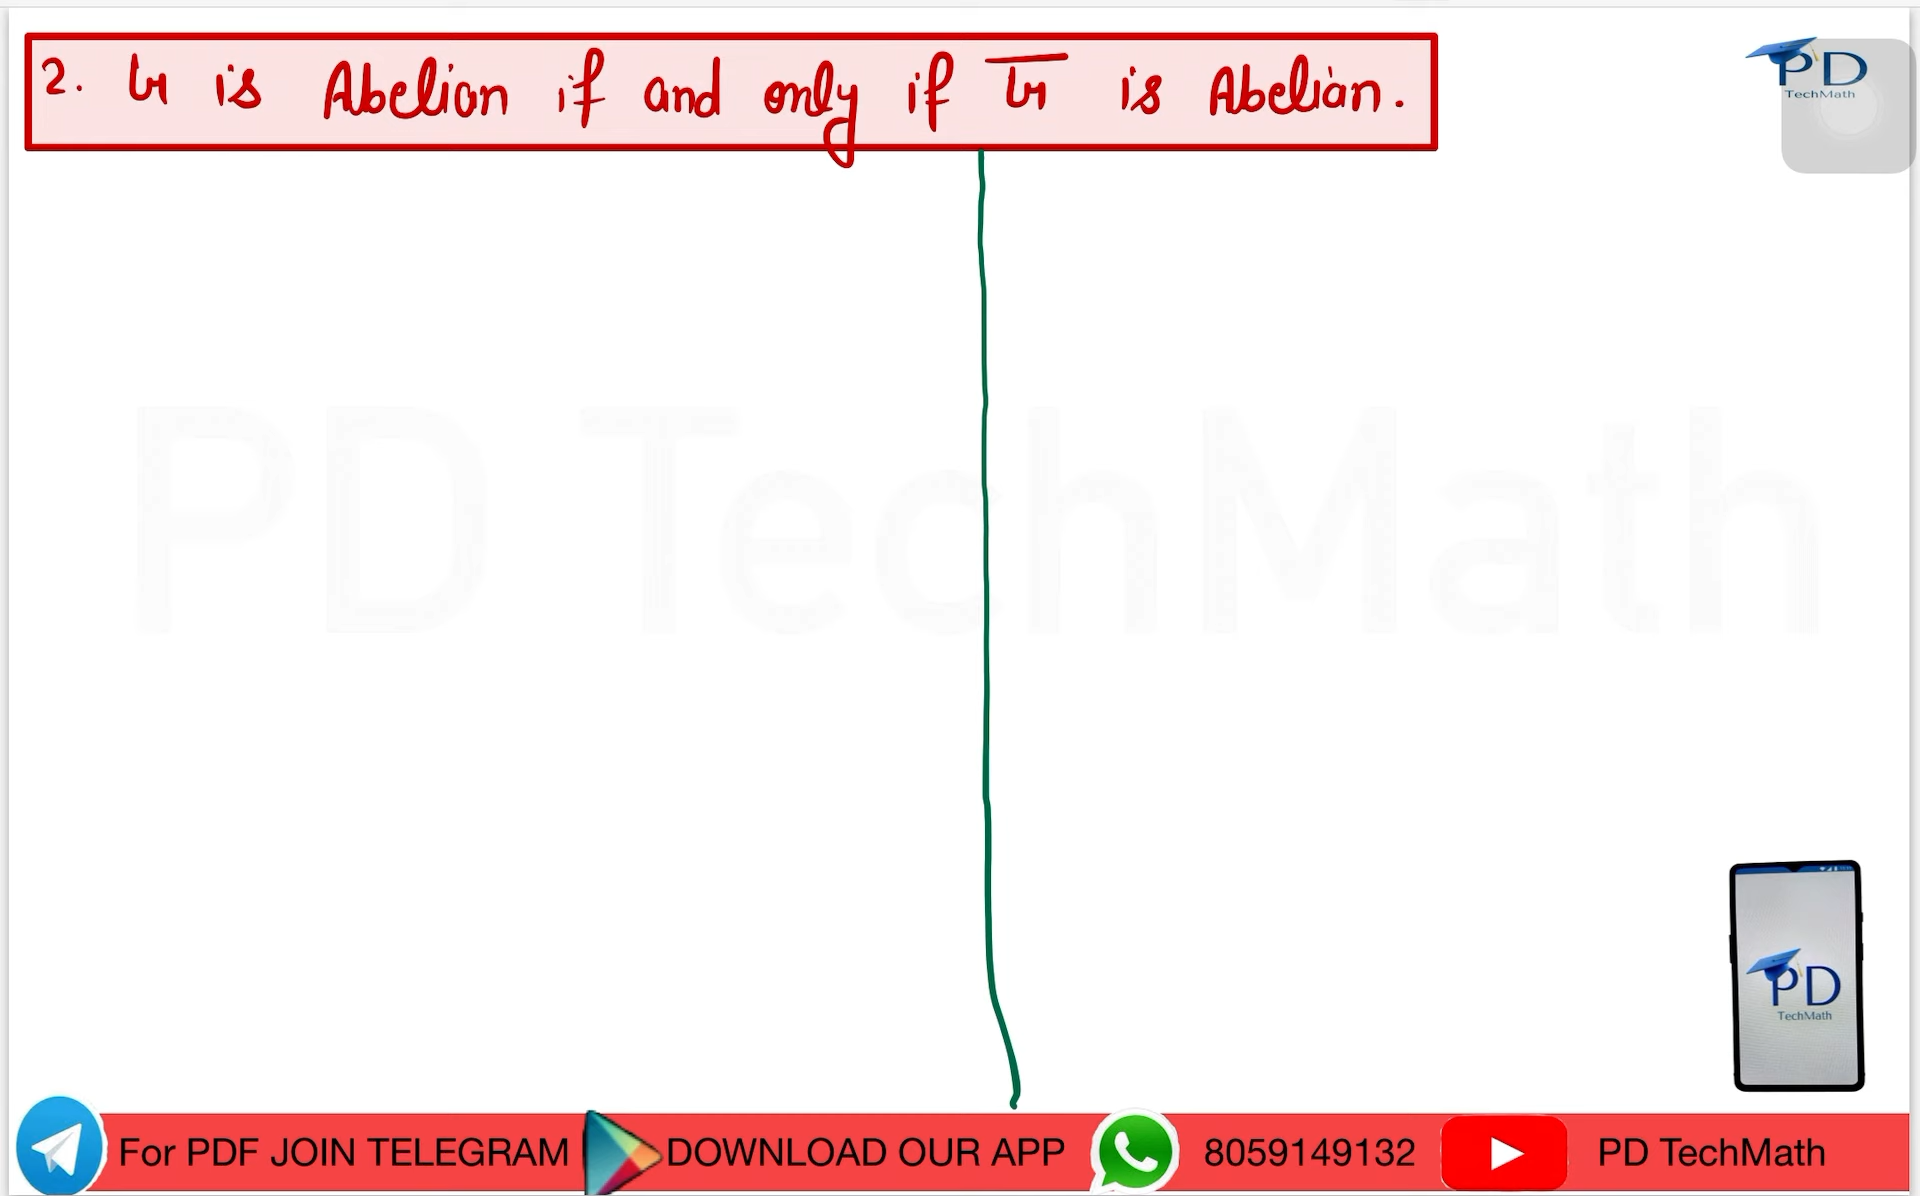 2. G is Abelian if and only if G̅ is Abelian.
PD
TechMath
PD TechMath
PD
TechMath
For PDF JOIN TELEGRAM DOWNLOAD OUR APP 8059149132 PD TechMath